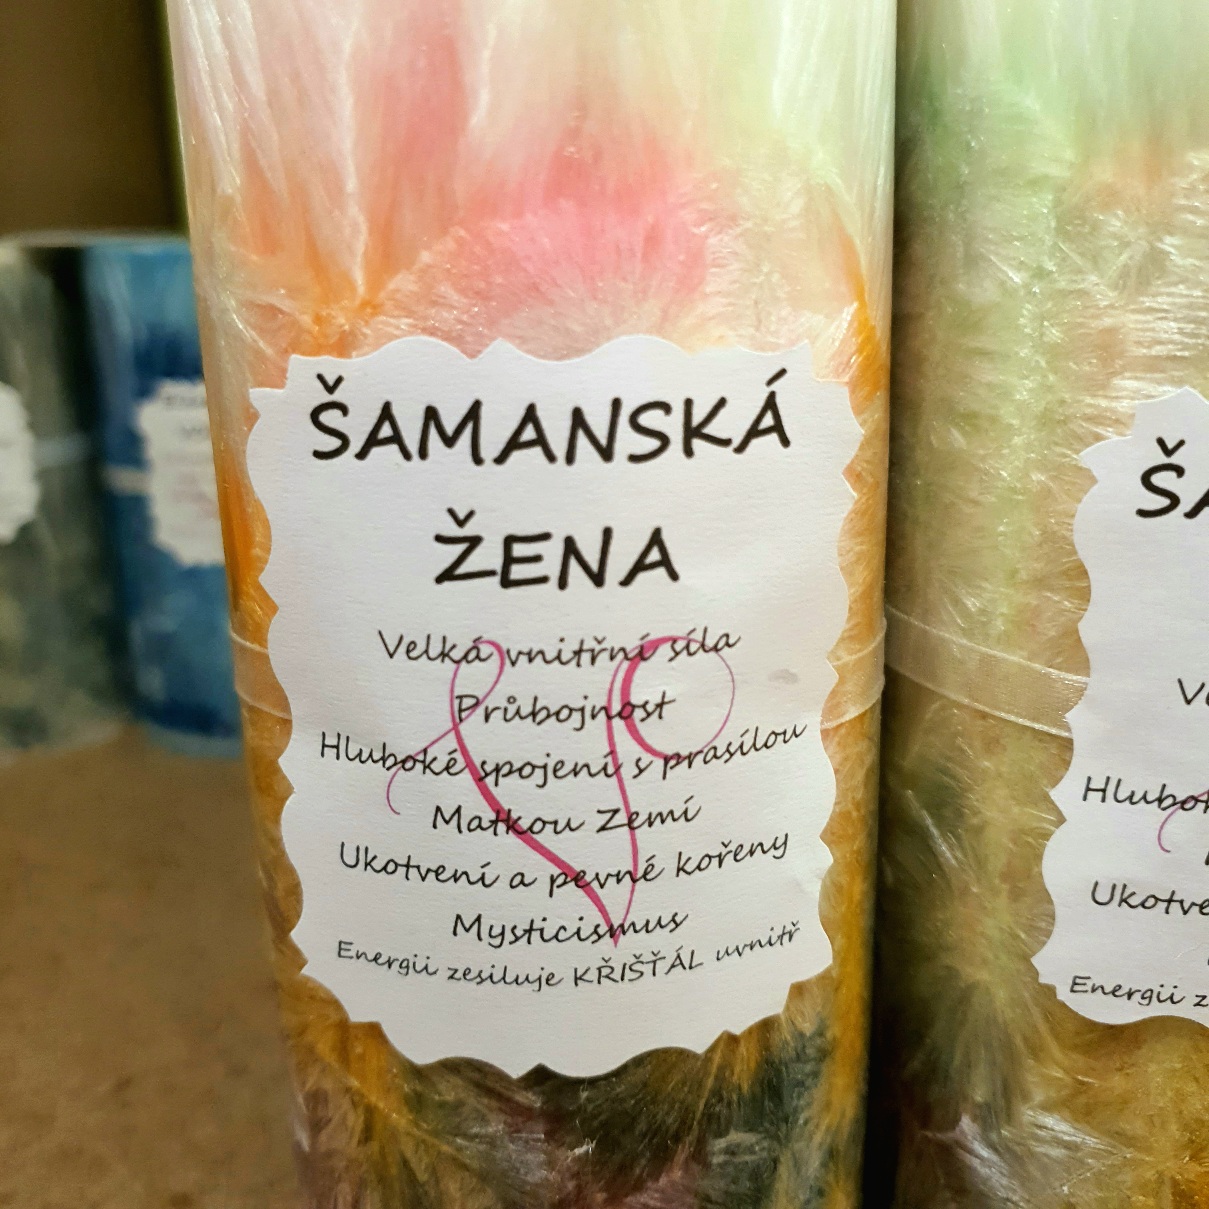 ŠAMANSKÁ
ŽENA
Velká vnitřní síla
Průbojnost
Hluboké spojení s prasílou
Matkou Zemí
Ukotvení a pevné kořeny
Mysticismus
Energii zesiluje KŘIŠŤÁL uvnitř
Energii